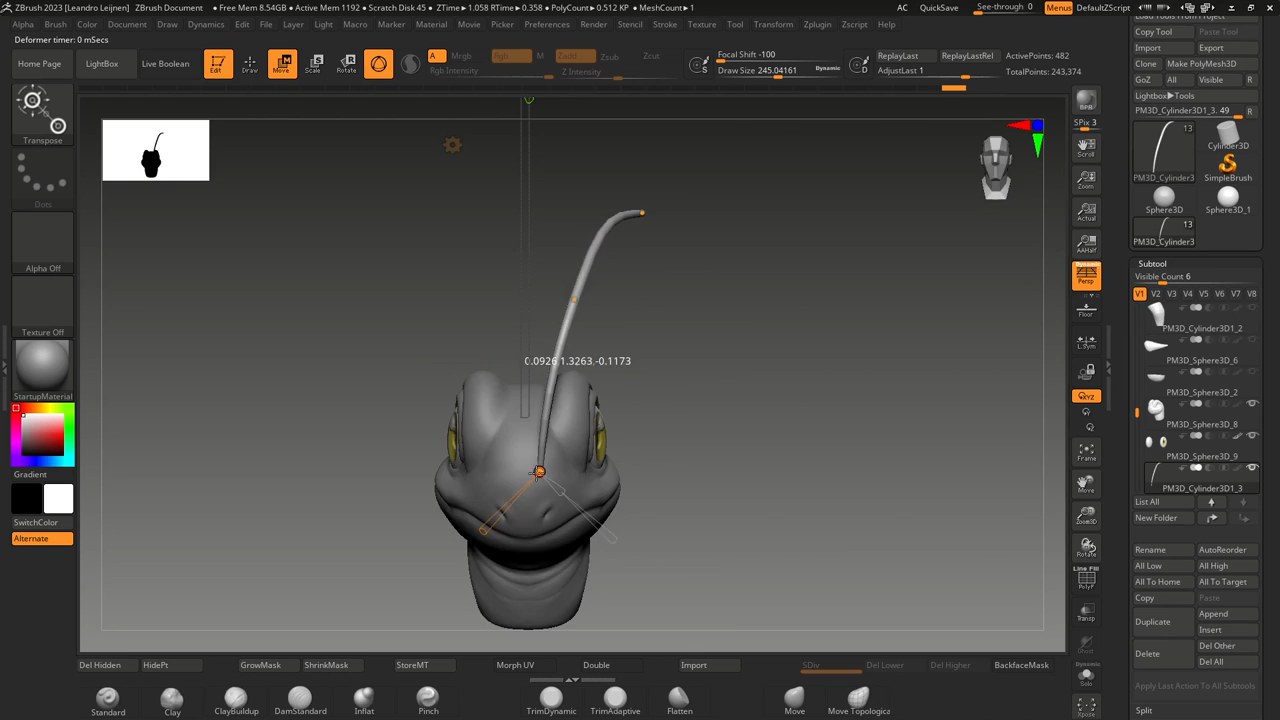 ZBrush 2023 [Leandro Leijnen] ZBrush Document • Free Mem 8.54GB • Active Mem 1192 • Scratch Disk 45 • ZTime▶1.058 RTime▶0.358 • PolyCount▶0.512 KP • MeshCount▶1 AC QuickSave See-through 0 Menus DefaultZScript
Alpha Brush Color Document Draw Dynamics Edit File Layer Light Macro Marker Material Movie Picker Preferences Render Stencil Stroke Texture Tool Transform Zplugin Zscript Help
Deformer timer: 0 mSecs
Home Page
LightBox
Live Boolean
Edit
Draw
Move
Scale
Rotate
A Mrgb Rgb M Zadd Zsub Zcut
Rgb Intensity Z Intensity
Focal Shift -100
Draw Size 245.04161 Dynamic
S
D
ReplayLast ReplayLastRel ActivePoints: 482
AdjustLast 1 TotalPoints: 243,374
Transpose
Dots
Alpha Off
Texture Off
StartupMaterial
Gradient
SwitchColor
Alternate
0.0926,1.3263,-0.1173
BPR
SPix 3
Scroll
Zoom
Actual
AAHalf
Dynamic
Persp
Floor
L.Sym
XYZ
Frame
Move
Zoom3D
Rotate
Line Fill
PolyF
Transp
Ghost
Dynamic
Solo
Xpose
Load Tools From Project
Copy Tool Paste Tool
Import Export
Clone Make PolyMesh3D
GoZ All Visible R
Lightbox▶Tools
PM3D_Cylinder3D1_3. 49 R
13
PM3D_Cylinder3
Cylinder3D
SimpleBrush
Sphere3D Sphere3D_1
13
PM3D_Cylinder3
Subtool
Visible Count 6
V1 V2 V3 V4 V5 V6 V7 V8
PM3D_Cylinder3D1_2
PM3D_Sphere3D_6
PM3D_Sphere3D_2
PM3D_Sphere3D_8
PM3D_Sphere3D_9
PM3D_Cylinder3D1_3
List All
New Folder
Rename AutoReorder
All Low All High
All To Home All To Target
Copy Paste
Duplicate Append
Insert
Delete Del Other
Del All
Apply Last Action To All Subtools
Split
Del Hidden HidePt GrowMask ShrinkMask StoreMT Morph UV Double Import SDiv Del Lower Del Higher BackfaceMask
Standard Clay ClayBuildup DamStandard Inflat Pinch TrimDynamic TrimAdaptive Flatten Move Move Topologica